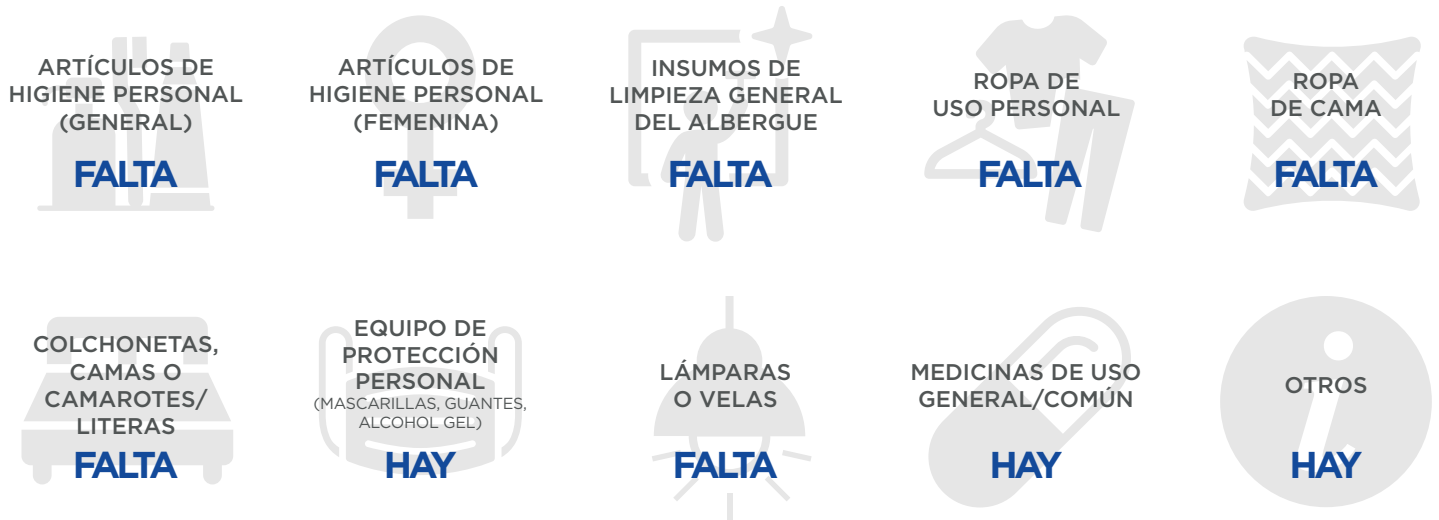 ARTÍCULOS DE
HIGIENE PERSONAL
(GENERAL)
FALTA
ARTÍCULOS DE
HIGIENE PERSONAL
(FEMENINA)
FALTA
INSUMOS DE
LIMPIEZA GENERAL
DEL ALBERGUE
FALTA
ROPA DE
USO PERSONAL
FALTA
ROPA
DE CAMA
FALTA
COLCHONETAS,
CAMAS O
CAMAROTES/
LITERAS
FALTA
EQUIPO DE
PROTECCIÓN
PERSONAL
(MASCARILLAS, GUANTES,
ALCOHOL GEL)
HAY
LÁMPARAS
O VELAS
FALTA
MEDICINAS DE USO
GENERAL/COMÚN
HAY
OTROS
HAY